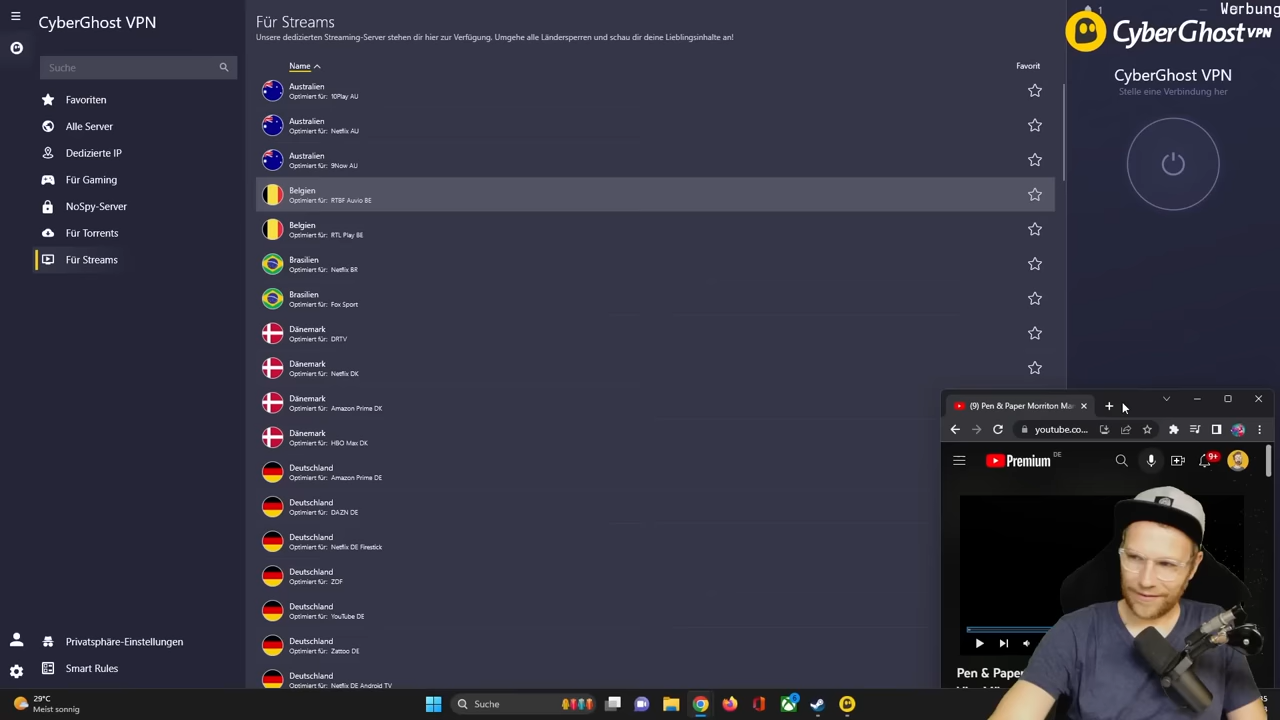 CyberGhost VPN
Suche
Favoriten
Alle Server
Dedizierte IP
Für Gaming
NoSpy-Server
Für Torrents
Für Streams
Privatsphäre-Einstellungen
Smart Rules
Für Streams
Unsere dedizierten Streaming-Server stehen dir hier zur Verfügung. Umgehe alle Ländersperren und schau dir deine Lieblingsinhalte an!
Name
Favorit
Australien
Optimiert für: 10Play AU
Australien
Optimiert für: Netflix AU
Australien
Optimiert für: 9Now AU
Belgien
Optimiert für: RTBF Auvio BE
Belgien
Optimiert für: RTL Play BE
Brasilien
Optimiert für: Netflix BR
Brasilien
Optimiert für: Fox Sport
Dänemark
Optimiert für: DRTV
Dänemark
Optimiert für: Netflix DK
Dänemark
Optimiert für: Amazon Prime DK
Dänemark
Optimiert für: HBO Max DK
Deutschland
Optimiert für: Amazon Prime DE
Deutschland
Optimiert für: DAZN DE
Deutschland
Optimiert für: Netflix DE Firestick
Deutschland
Optimiert für: ZDF
Deutschland
Optimiert für: YouTube DE
Deutschland
Optimiert für: Zattoo DE
Deutschland
Optimiert für: Netflix DE Android TV
1
Werbung
CyberGhost VPN
CyberGhost VPN
Stelle eine Verbindung her
(9) Pen & Paper Morriton Ma
youtube.co...
Premium DE
9+
Pen & Paper
29°C
Meist sonnig
Suche